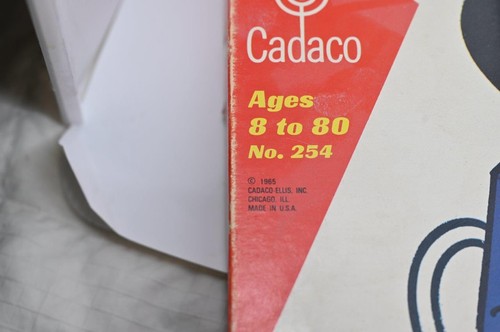 Cadaco
Ages
8 to 80
No. 254
© 1965
CADACO-ELLIS, INC.
CHICAGO, ILL.
MADE IN U.S.A.